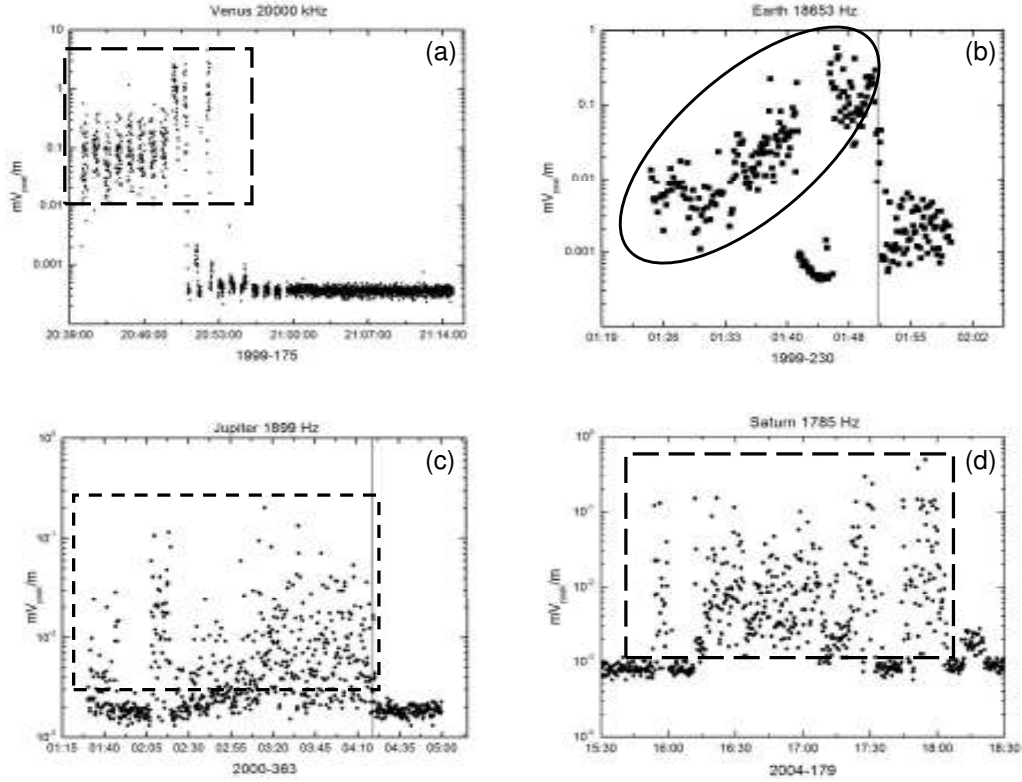 Venus 20000 kHz
(a)
10
1
0.1
0.01
0.001
mVpeak/m
20:39:00 20:46:00 20:53:00 21:00:00 21:07:00 21:14:00
1999-175
Earth 18653 Hz
(b)
1
0.1
0.01
0.001
mVpeak/m
01:19 01:26 01:33 01:40 01:48 01:55 02:02
1999-230
Jupiter 1899 Hz
(c)
mVpeak/m
01:15 01:40 02:05 02:30 02:55 03:20 03:45 04:10 04:35 05:00
2000-363
Saturn 1785 Hz
(d)
mVpeak/m
15:30 16:00 16:30 17:00 17:30 18:00 18:30
2004-179